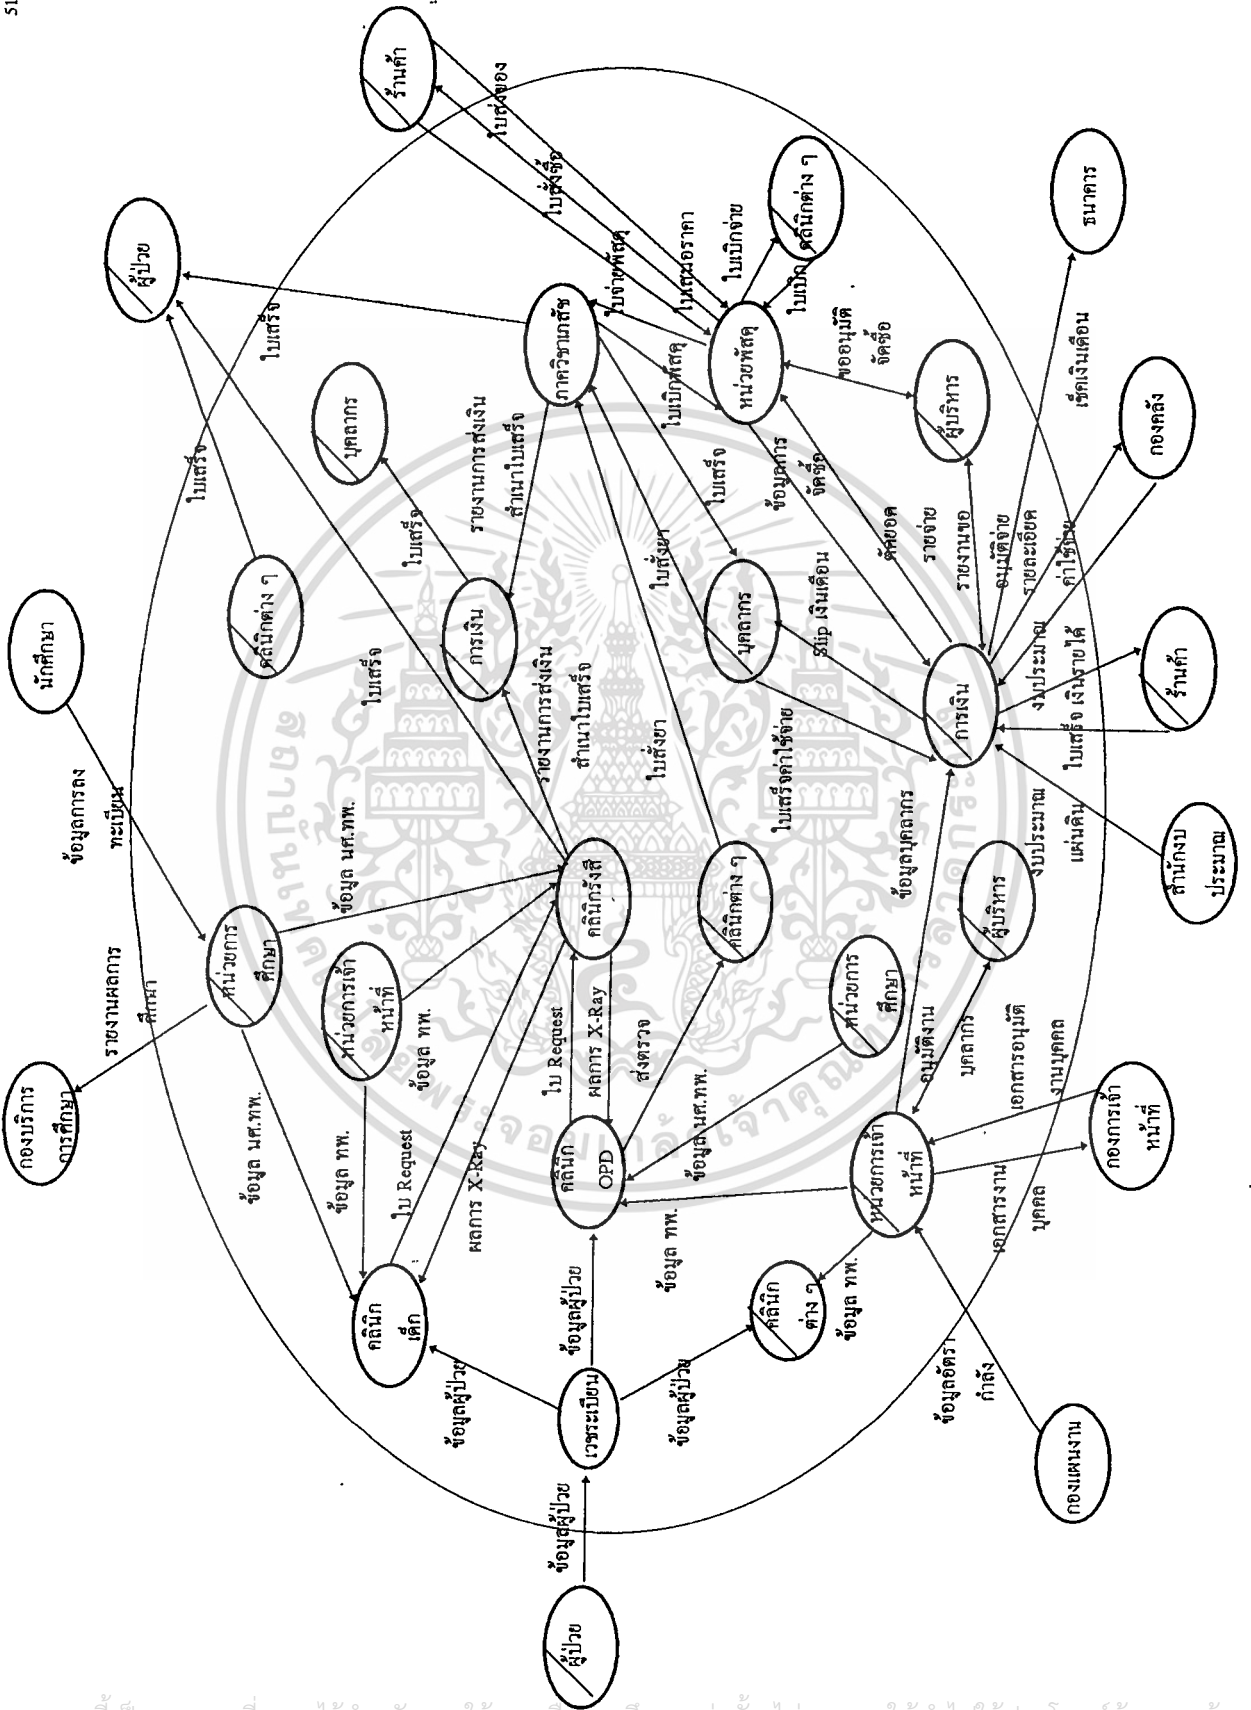 51
กองบริการ
การศึกษา
รายงานผลการ
ศึกษา
นักศึกษา
ข้อมูลการลง
ทะเบียน
หน่วยการ
ศึกษา
ข้อมูล นศ.ทพ.
ข้อมูล นศ.ทพ.
คลินิกต่าง ๆ
ใบเสร็จ
ผู้ป่วย
ใบเสร็จ
ใบเสร็จ
บุคลากร
ใบเสร็จ
ร้านค้า
ใบส่งของ
ใบสั่งซื้อ
ใบเสนอราคา
หน่วยการเจ้า
หน้าที่
ข้อมูล ทพ.
ข้อมูล ทพ.
คลินิก
เด็ก
ใบ Request
ผลการ X-Ray
การเงิน
รายงานการส่งเงิน
สำเนาใบเสร็จ
รายงานการส่งเงิน
สำเนาใบเสร็จ
ภาควิชาเภสัช
ใบจ่ายพัสดุ
ใบเบิกพัสดุ
ผู้ป่วย
ข้อมูลผู้ป่วย
เวชระเบียน
ข้อมูลผู้ป่วย
ข้อมูลผู้ป่วย
ข้อมูลผู้ป่วย
คลินิก
OPD
ใบ Request
ผลการ X-Ray
คลินิกรังสี
ส่งตรวจ
คลินิกต่าง ๆ
ใบสั่งยา
ใบสั่งยา
ใบเสร็จ
บุคลากร
Slip เงินเดือน
ใบเสร็จค่าใช้จ่าย
หน่วยพัสดุ
ใบเบิกจ่าย
ใบเบิก
คลินิกต่าง ๆ
ขออนุมัติ
จัดซื้อ
ข้อมูลการ
จัดซื้อ
ตัดยอด
รายจ่าย
ผู้บริหาร
รายงานขอ
อนุมัติจ่าย
คลินิก
ต่าง ๆ
ข้อมูล ทพ.
ข้อมูล ทพ.
ข้อมูล นศ.ทพ.
หน่วยการ
ศึกษา
หน่วยการเจ้า
หน้าที่
ข้อมูลบุคลากร
อนุมัติงาน
บุคลากร
ผู้บริหาร
การเงิน
รายละเอียด
ค่าใช้จ่าย
เช็คเงินเดือน
ธนาคาร
กองคลัง
งบประมาณ
เงินรายได้
ใบเสร็จ
ร้านค้า
งบประมาณ
แผ่นดิน
สำนักงบ
ประมาณ
เอกสารอนุมัติ
งานบุคคล
เอกสารงาน
บุคคล
กองการเจ้า
หน้าที่
ข้อมูลอัตรา
กำลัง
กองแผนงาน